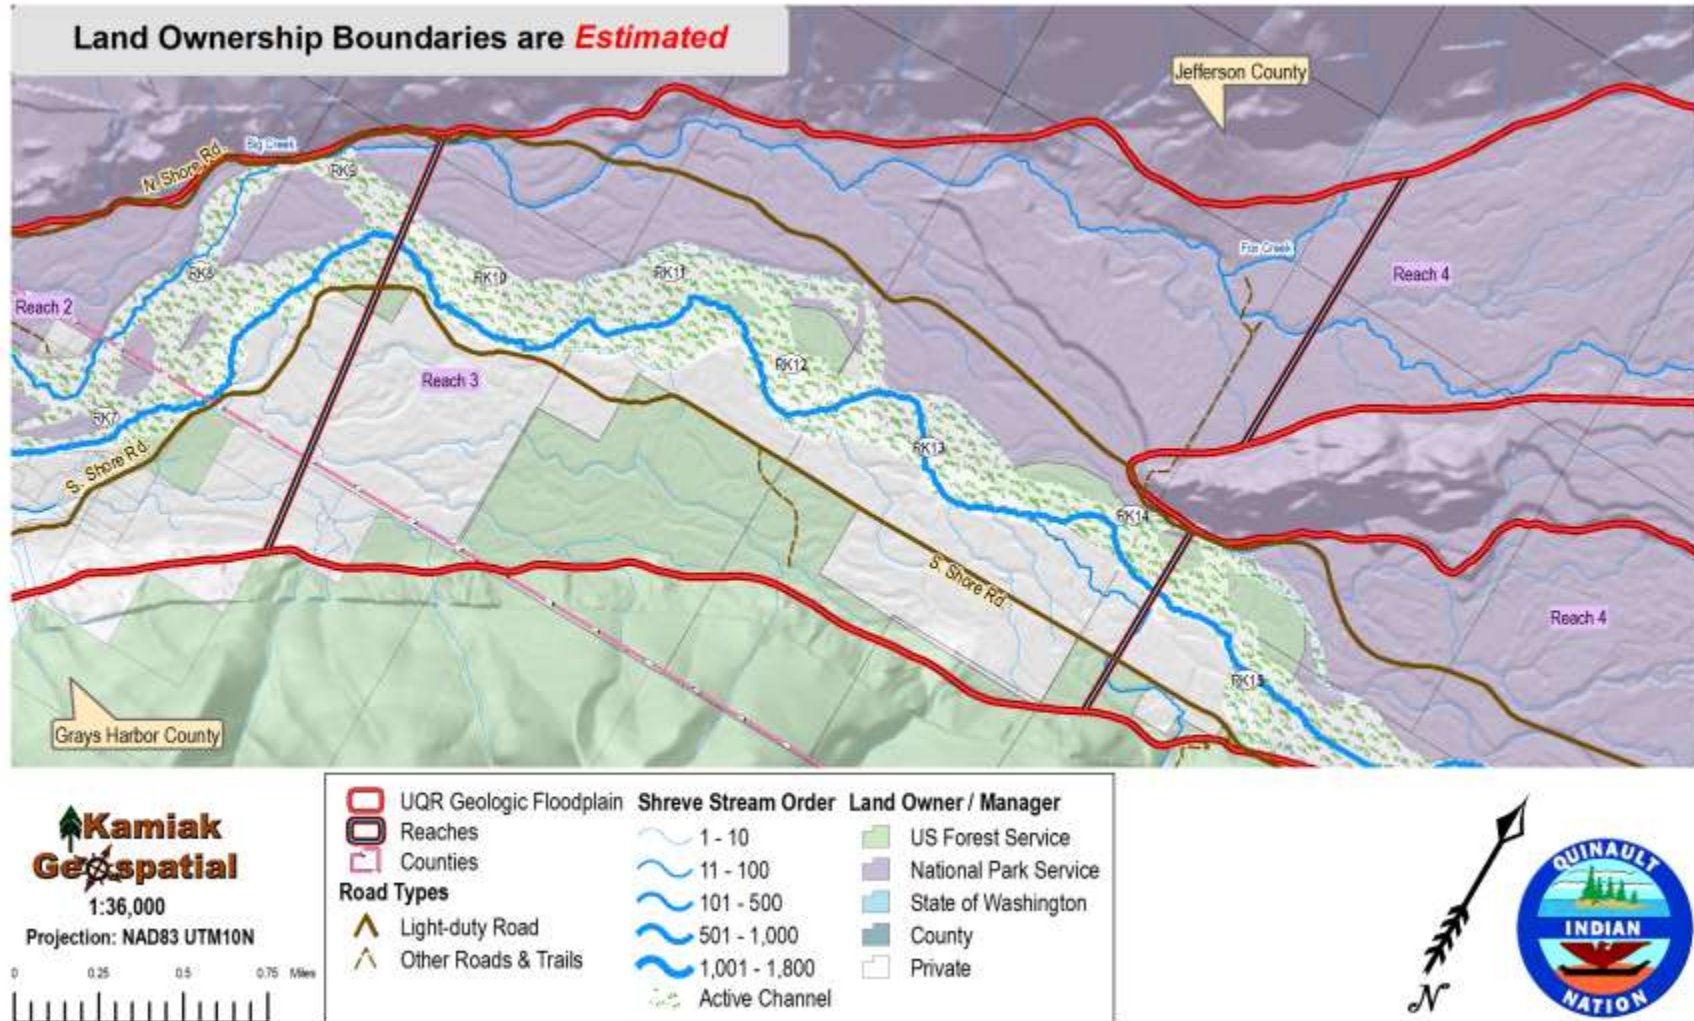 Land Ownership Boundaries are Estimated
Jefferson County
N. Shore Rd.
Big Creek
RK9
RK8
RK10
RK11
Fox Creek
Reach 4
Reach 2
Reach 3
RK12
RK7
RK13
S. Shore Rd.
RK14
S. Shore Rd.
Reach 4
RK15
Grays Harbor County
Kamiak
Geospatial
1:36,000
Projection: NAD83 UTM10N
0 0.25 0.5 0.75 Miles
UQR Geologic Floodplain
Reaches
Counties
Road Types
Light-duty Road
Other Roads & Trails
Shreve Stream Order
1 - 10
11 - 100
101 - 500
501 - 1,000
1,001 - 1,800
Active Channel
Land Owner / Manager
US Forest Service
National Park Service
State of Washington
County
Private
N
QUINAULT
INDIAN
NATION